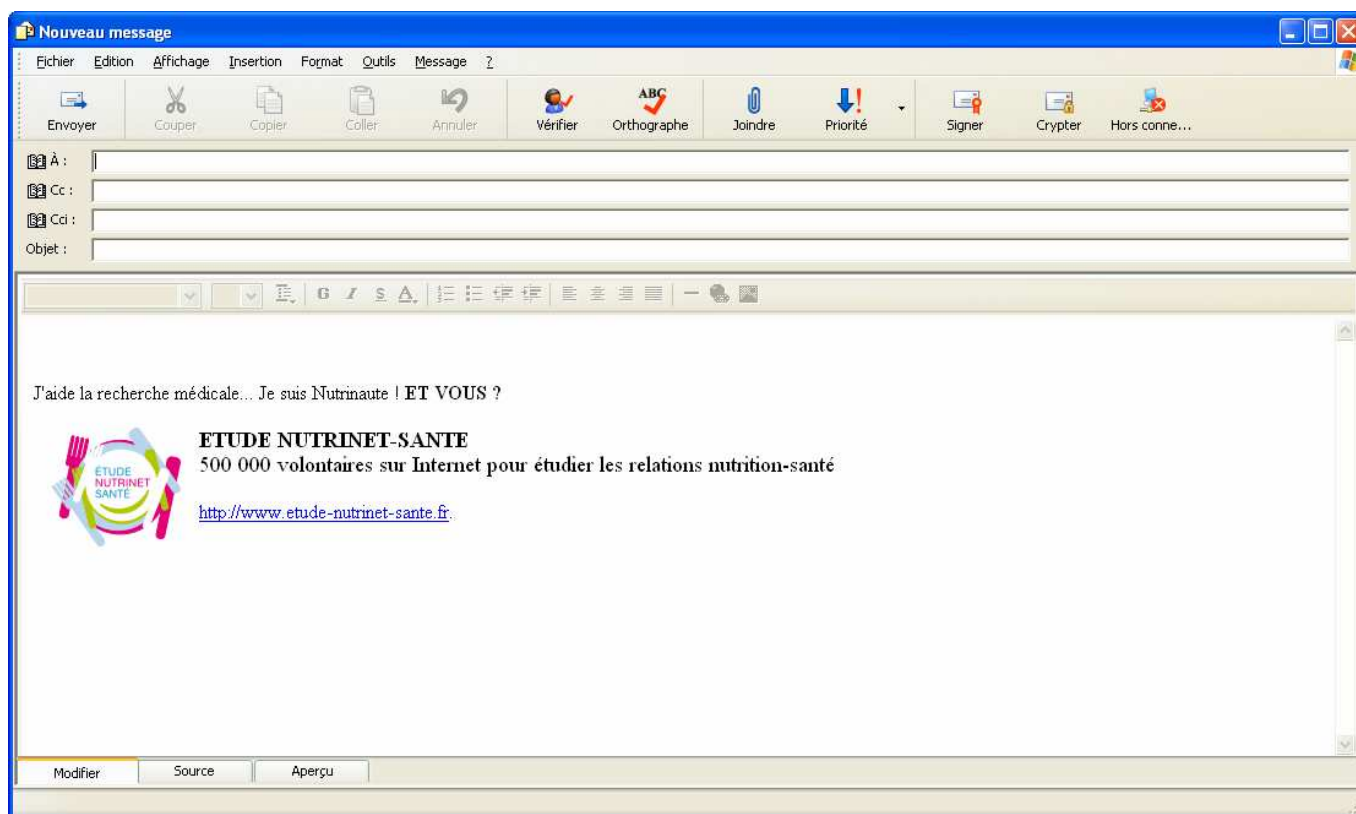 Nouveau message
Fichier Edition Affichage Insertion Format Outils Message ?
Envoyer Couper Copier Coller Annuler Vérifier Orthographe Joindre Priorité Signer Crypter Hors conne...
À :
Cc :
Cci :
Objet :
G I S A
J'aide la recherche médicale... Je suis Nutrinaute ! ET VOUS ?
ÉTUDE
NUTRINET
SANTÉ
ETUDE NUTRINET-SANTE
500 000 volontaires sur Internet pour étudier les relations nutrition-santé
http://www.etude-nutrinet-sante.fr.
Modifier Source Aperçu